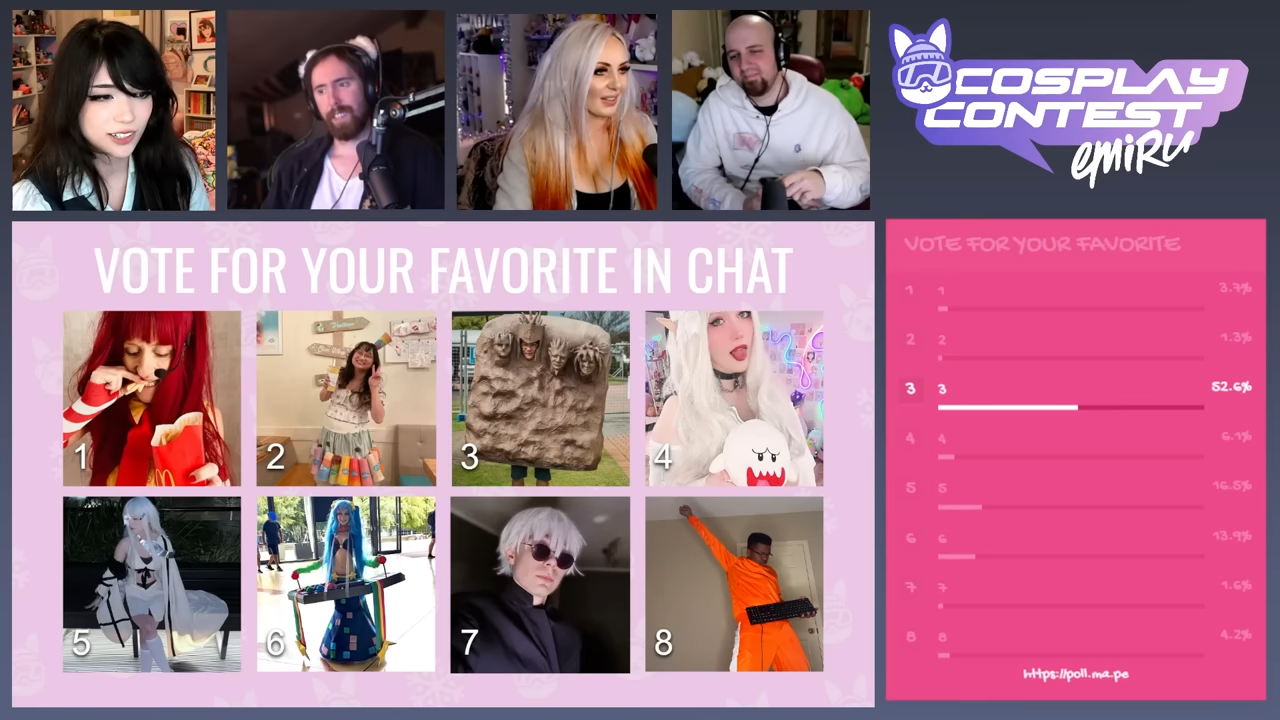 COSPLAY
CONTEST
emiru
VOTE FOR YOUR FAVORITE IN CHAT
1
2
3
4
5
6
7
8
VOTE FOR YOUR FAVORITE
1 1 3.7%
2 2 1.3%
3 3 52.6%
4 4 6.1%
5 5 16.5%
6 6 13.9%
7 7 1.6%
8 8 4.2%
https://poll.ma.pe